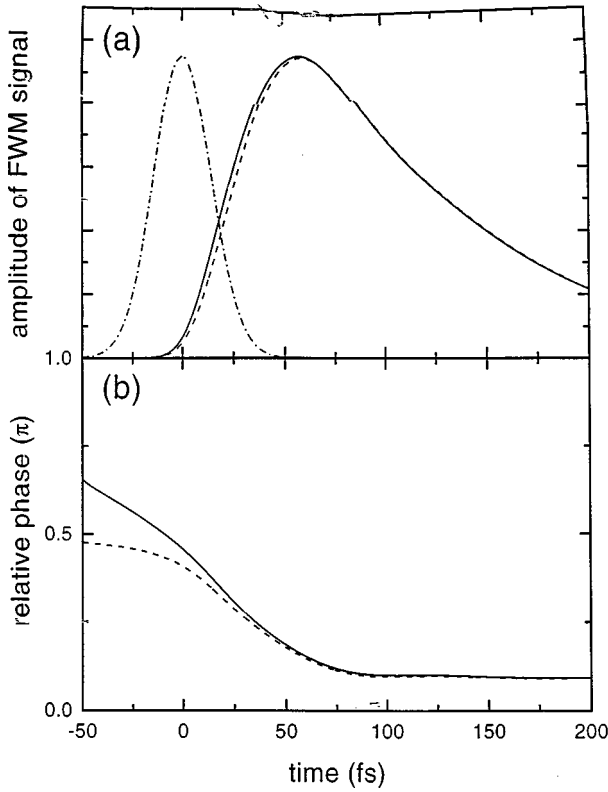 (a)
amplitude of FWM signal
1.0
(b)
relative phase (π)
0.5
0.0
-50 0 50 100 150 200
time (fs)